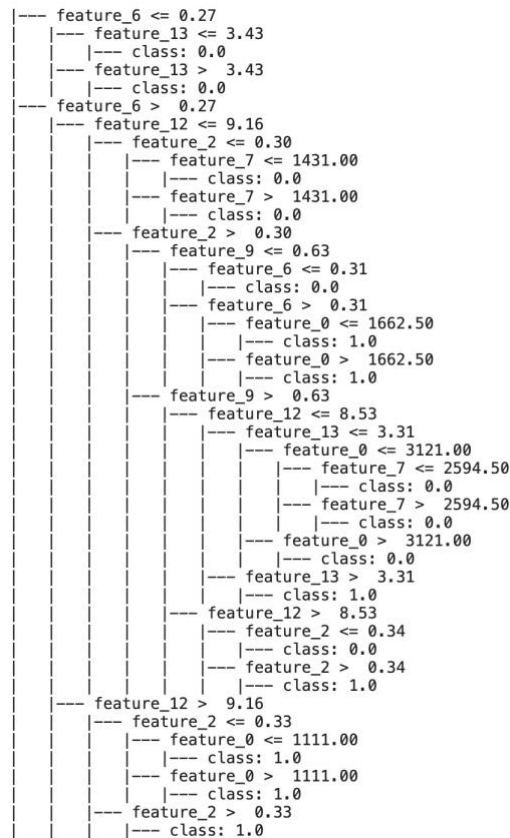 |--- feature_6 <= 0.27
|   |--- feature_13 <= 3.43
|   |   |--- class: 0.0
|   |--- feature_13 >  3.43
|   |   |--- class: 0.0
|--- feature_6 >  0.27
|   |--- feature_12 <= 9.16
|   |   |--- feature_2 <= 0.30
|   |   |   |--- feature_7 <= 1431.00
|   |   |   |   |--- class: 0.0
|   |   |   |--- feature_7 >  1431.00
|   |   |   |   |--- class: 0.0
|   |   |--- feature_2 >  0.30
|   |   |   |--- feature_9 <= 0.63
|   |   |   |   |--- feature_6 <= 0.31
|   |   |   |   |   |--- class: 0.0
|   |   |   |   |--- feature_6 >  0.31
|   |   |   |   |   |--- feature_0 <= 1662.50
|   |   |   |   |   |   |--- class: 1.0
|   |   |   |   |   |--- feature_0 >  1662.50
|   |   |   |   |   |   |--- class: 1.0
|   |   |   |--- feature_9 >  0.63
|   |   |   |   |--- feature_12 <= 8.53
|   |   |   |   |   |--- feature_13 <= 3.31
|   |   |   |   |   |   |--- feature_0 <= 3121.00
|   |   |   |   |   |   |   |--- feature_7 <= 2594.50
|   |   |   |   |   |   |   |   |--- class: 0.0
|   |   |   |   |   |   |   |--- feature_7 >  2594.50
|   |   |   |   |   |   |   |   |--- class: 0.0
|   |   |   |   |   |   |--- feature_0 >  3121.00
|   |   |   |   |   |   |   |--- class: 0.0
|   |   |   |   |   |--- feature_13 >  3.31
|   |   |   |   |   |   |--- class: 1.0
|   |   |   |   |--- feature_12 >  8.53
|   |   |   |   |   |--- feature_2 <= 0.34
|   |   |   |   |   |   |--- class: 0.0
|   |   |   |   |   |--- feature_2 >  0.34
|   |   |   |   |   |   |--- class: 1.0
|   |--- feature_12 >  9.16
|   |   |--- feature_2 <= 0.33
|   |   |   |--- feature_0 <= 1111.00
|   |   |   |   |--- class: 1.0
|   |   |   |--- feature_0 >  1111.00
|   |   |   |   |--- class: 1.0
|   |   |--- feature_2 >  0.33
|   |   |   |--- class: 1.0